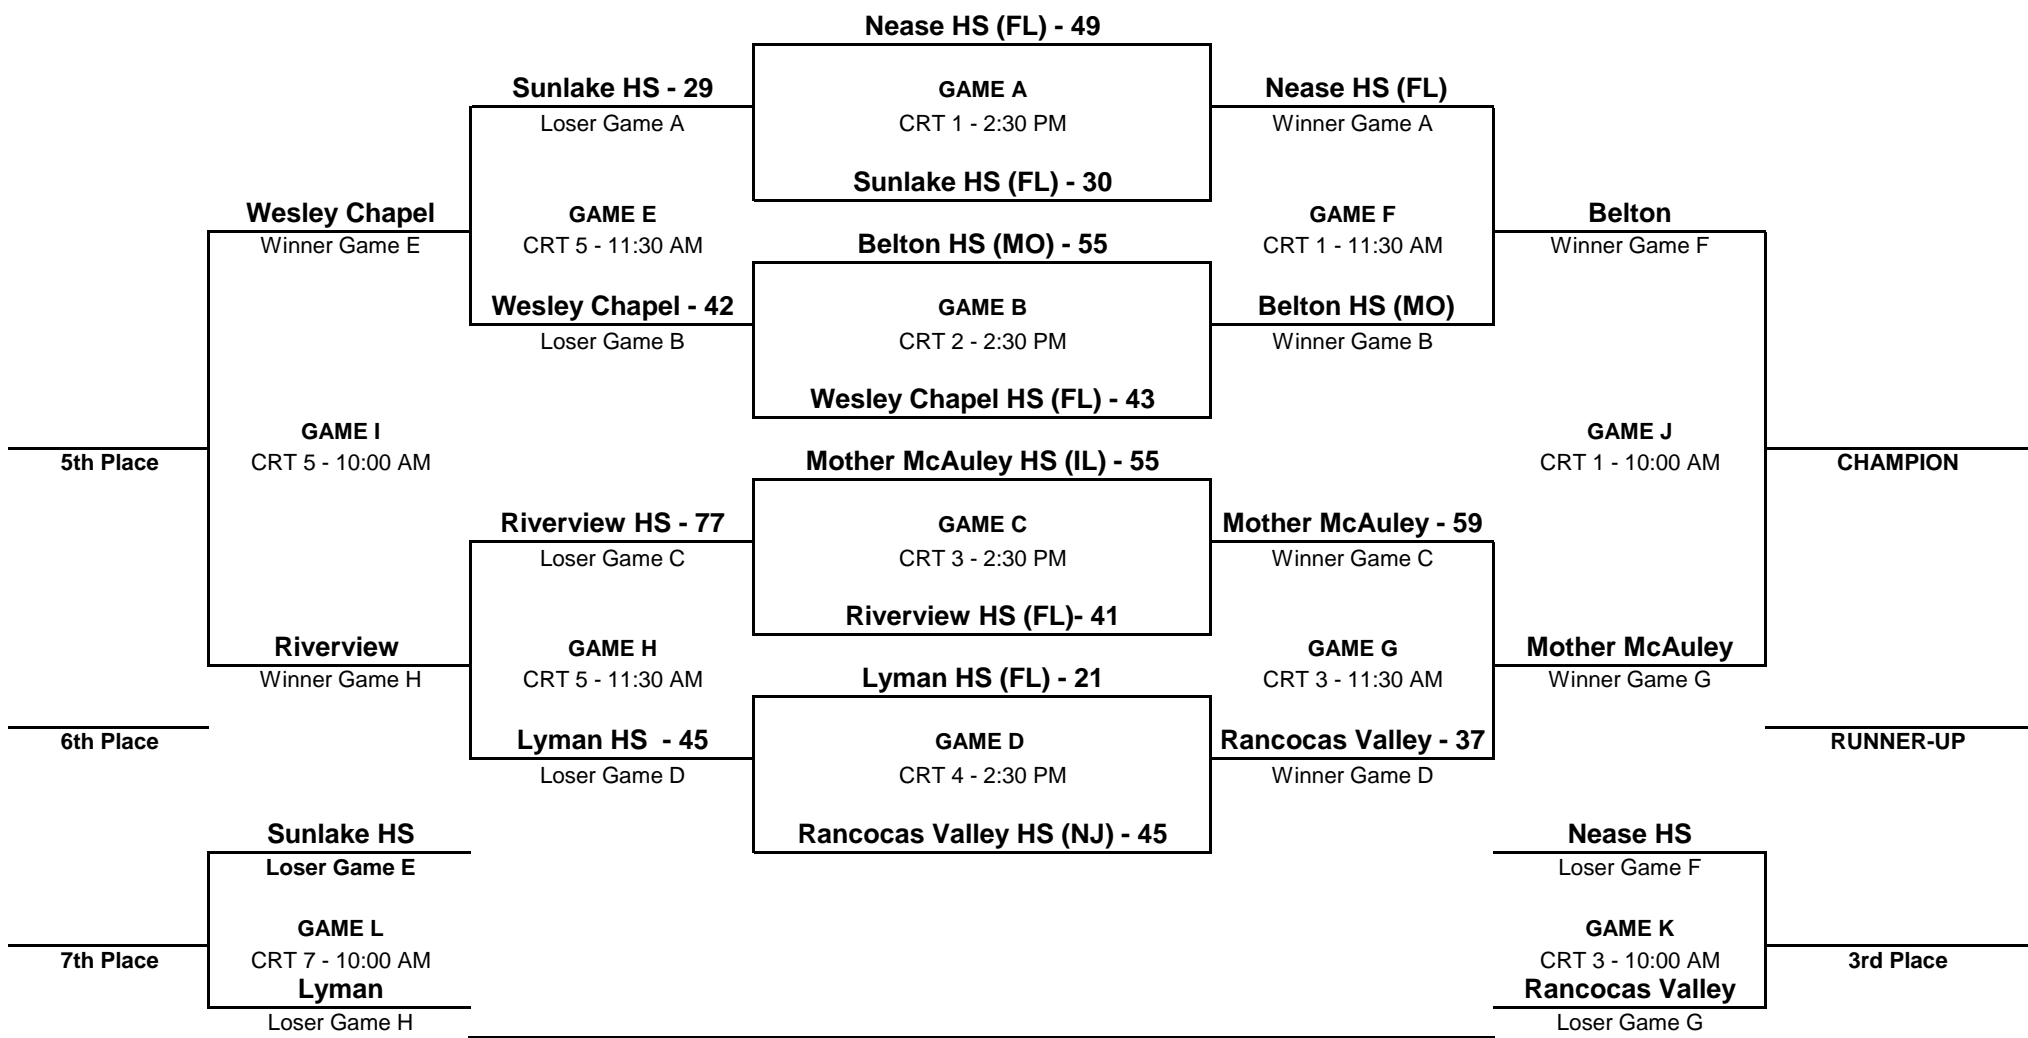 Nease HS (FL) - 49
Sunlake HS - 29
GAME A
Nease HS (FL)
Loser Game A
CRT 1 - 2:30 PM
Winner Game A
Sunlake HS (FL) - 30
Wesley Chapel
GAME E
GAME F
Belton
Winner Game E
CRT 5 - 11:30 AM
Belton HS (MO) - 55
CRT 1 - 11:30 AM
Winner Game F
Wesley Chapel - 42
GAME B
Belton HS (MO)
Loser Game B
CRT 2 - 2:30 PM
Winner Game B
Wesley Chapel HS (FL) - 43
GAME I
GAME J
5th Place
CRT 5 - 10:00 AM
Mother McAuley HS (IL) - 55
CRT 1 - 10:00 AM
CHAMPION
Riverview HS - 77
GAME C
Mother McAuley - 59
Loser Game C
CRT 3 - 2:30 PM
Winner Game C
Riverview HS (FL)- 41
Riverview
GAME H
GAME G
Mother McAuley
Winner Game H
CRT 5 - 11:30 AM
Lyman HS (FL) - 21
CRT 3 - 11:30 AM
Winner Game G
6th Place
Lyman HS  - 45
GAME D
Rancocas Valley - 37
RUNNER-UP
Loser Game D
CRT 4 - 2:30 PM
Winner Game D
Sunlake HS
Rancocas Valley HS (NJ) - 45
Nease HS
Loser Game E
Loser Game F
GAME L
GAME K
7th Place
CRT 7 - 10:00 AM
CRT 3 - 10:00 AM
3rd Place
Lyman
Rancocas Valley
Loser Game H
Loser Game G